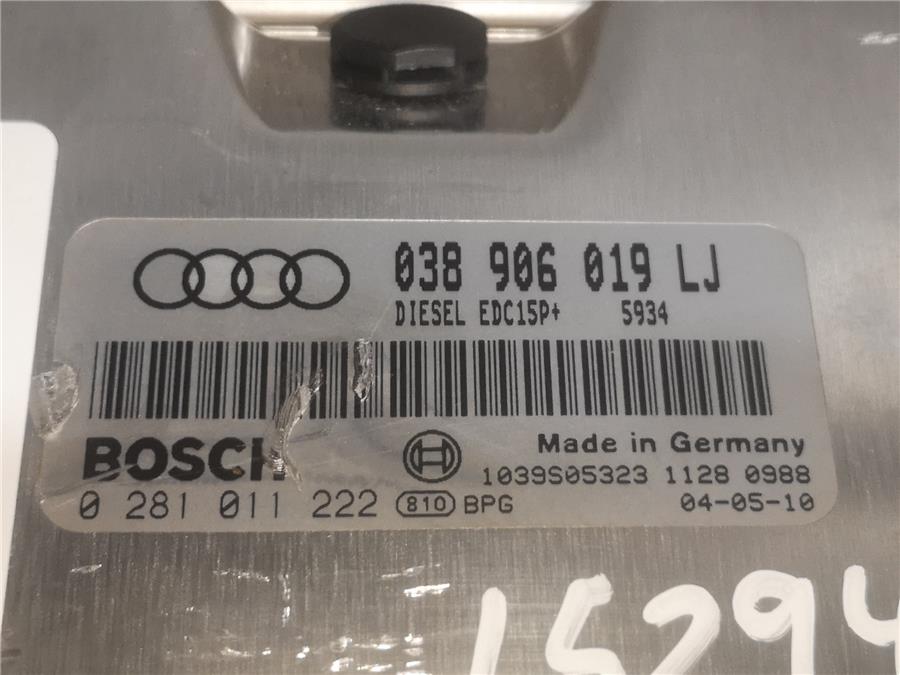 038 906 019 LJ
DIESEL EDC15P+ 5934
BOSCH
Made in Germany
1039S05323 1128 0988
0 281 011 222 810 BPG
04-05-10
15294